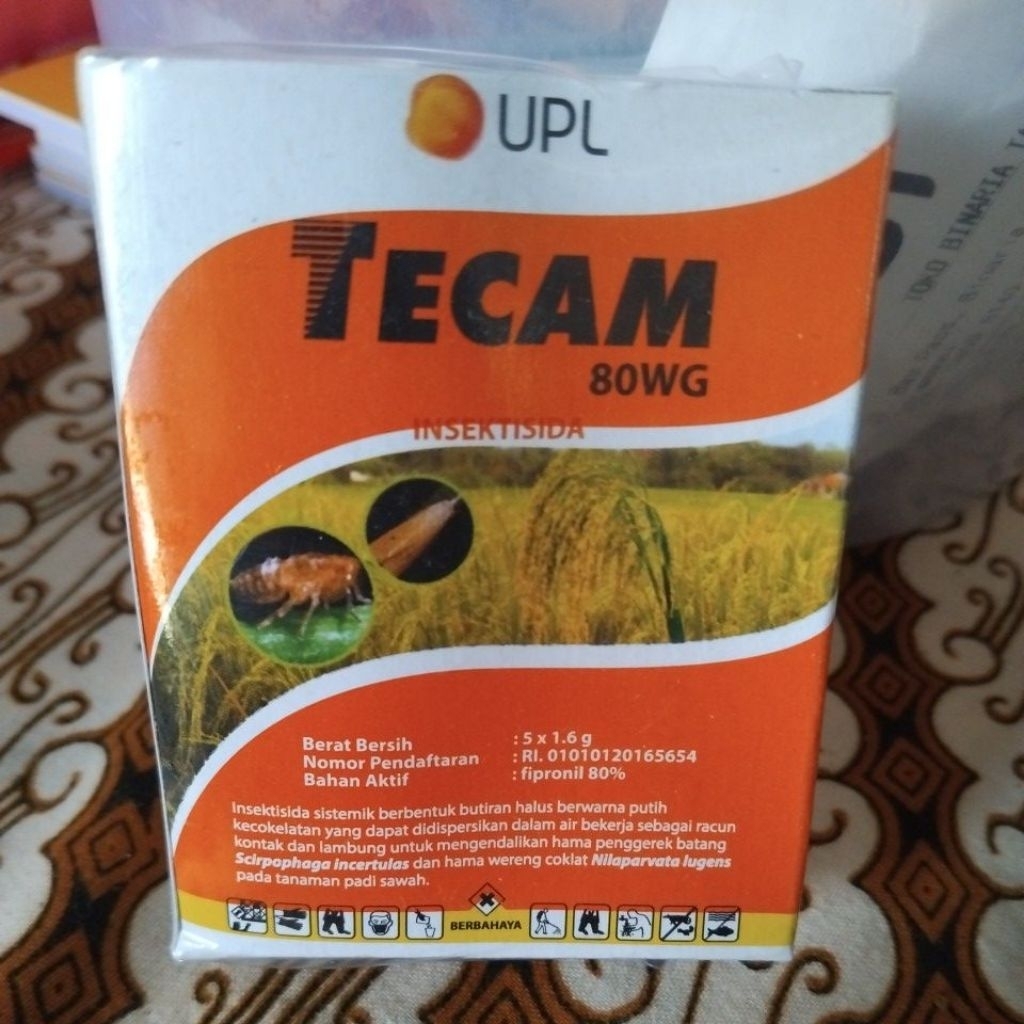 UPL
TECAM
80WG
INSEKTISIDA
Berat Bersih : 5 x 1.6 g
Nomor Pendaftaran : RI. 01010120165654
Bahan Aktif : fipronil 80%
Insektisida sistemik berbentuk butiran halus berwarna putih
kecokelatan yang dapat didispersikan dalam air bekerja sebagai racun
kontak dan lambung untuk mengendalikan hama penggerek batang
Scirpophaga incertulas dan hama wereng coklat Nilaparvata lugens
pada tanaman padi sawah.
BERBAHAYA
TOKO BINARIA